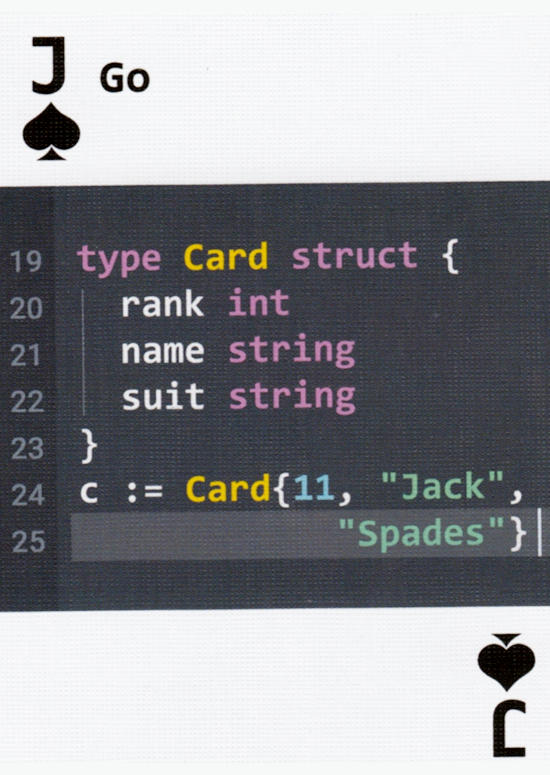 J Go
19 type Card struct {
20 rank int
21 name string
22 suit string
23 }
24 c := Card{11, "Jack",
25 "Spades"}
J